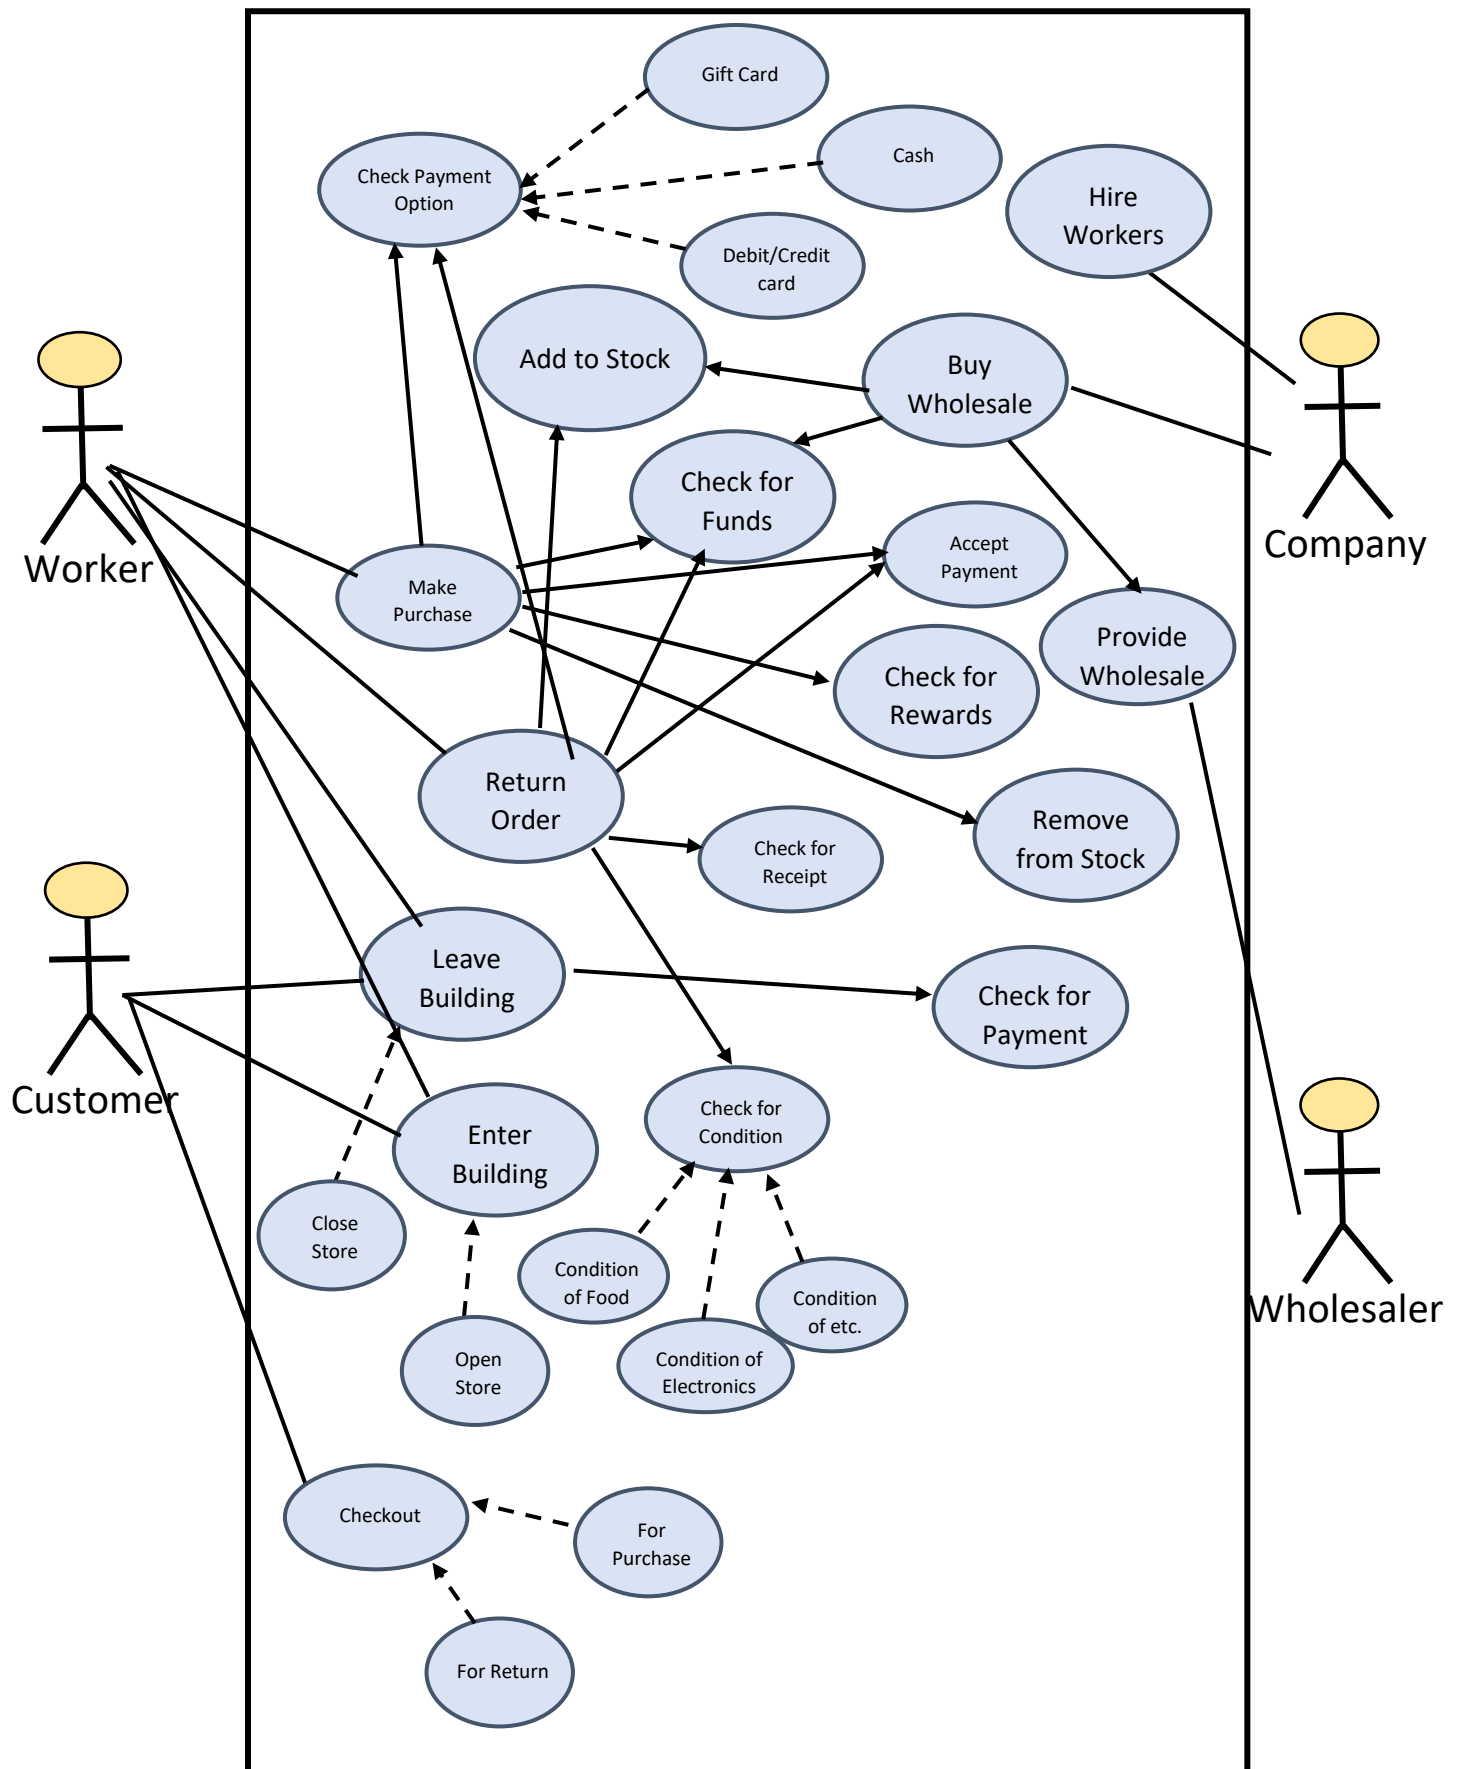 Gift Card
Cash
Check Payment
Option
Hire
Workers
Debit/Credit
card
Add to Stock
Buy
Wholesale
Check for
Funds
Worker
Company
Accept
Payment
Make
Purchase
Provide
Wholesale
Check for
Rewards
Return
Order
Remove
from Stock
Check for
Receipt
Leave
Building
Check for
Payment
Customer
Check for
Condition
Enter
Building
Close
Store
Condition
of Food
Condition
of etc.
Wholesaler
Open
Store
Condition of
Electronics
Checkout
For
Purchase
For Return